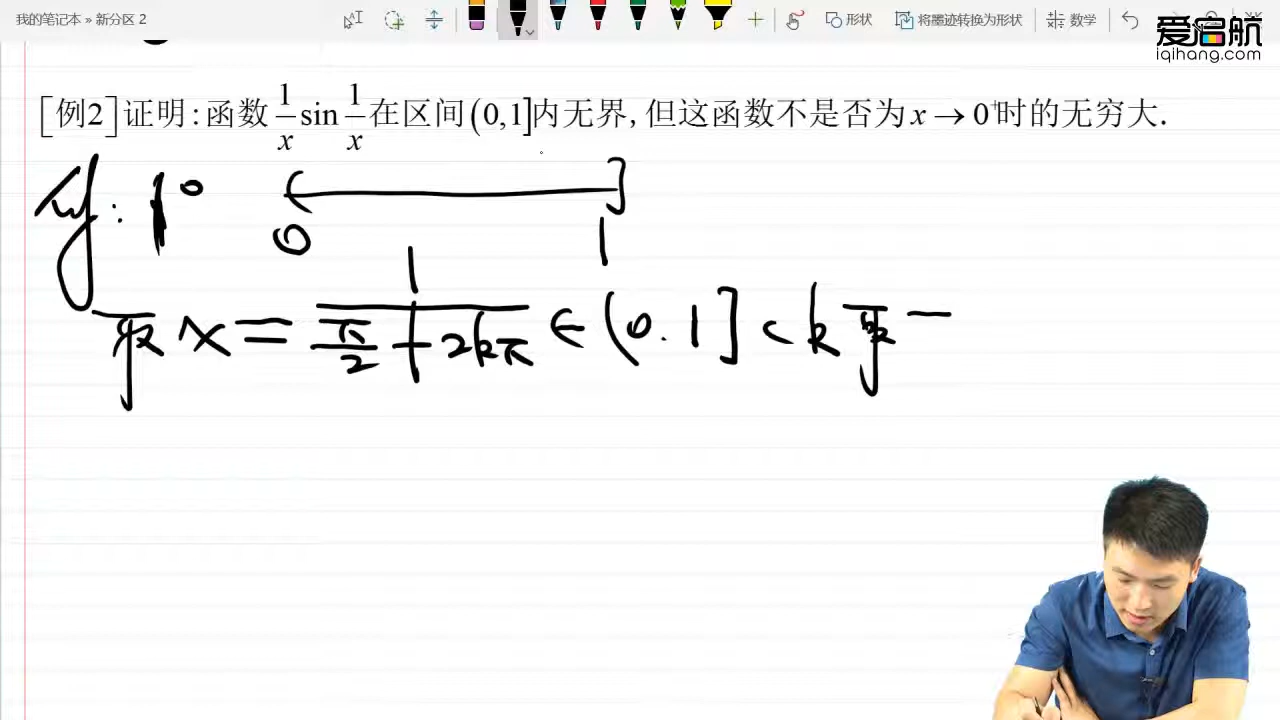 我的笔记本 » 新分区 2
形状 将墨迹转换为形状 数学
爱启航
iqihang.com
[例2]证明:函数 1/x sin 1/x 在区间(0,1]内无界,但这函数不是否为 x → 0⁺时的无穷大.
1°
0 1
取 x = 1/(π/2 + 2kπ) ∈ (0.1] (k 取